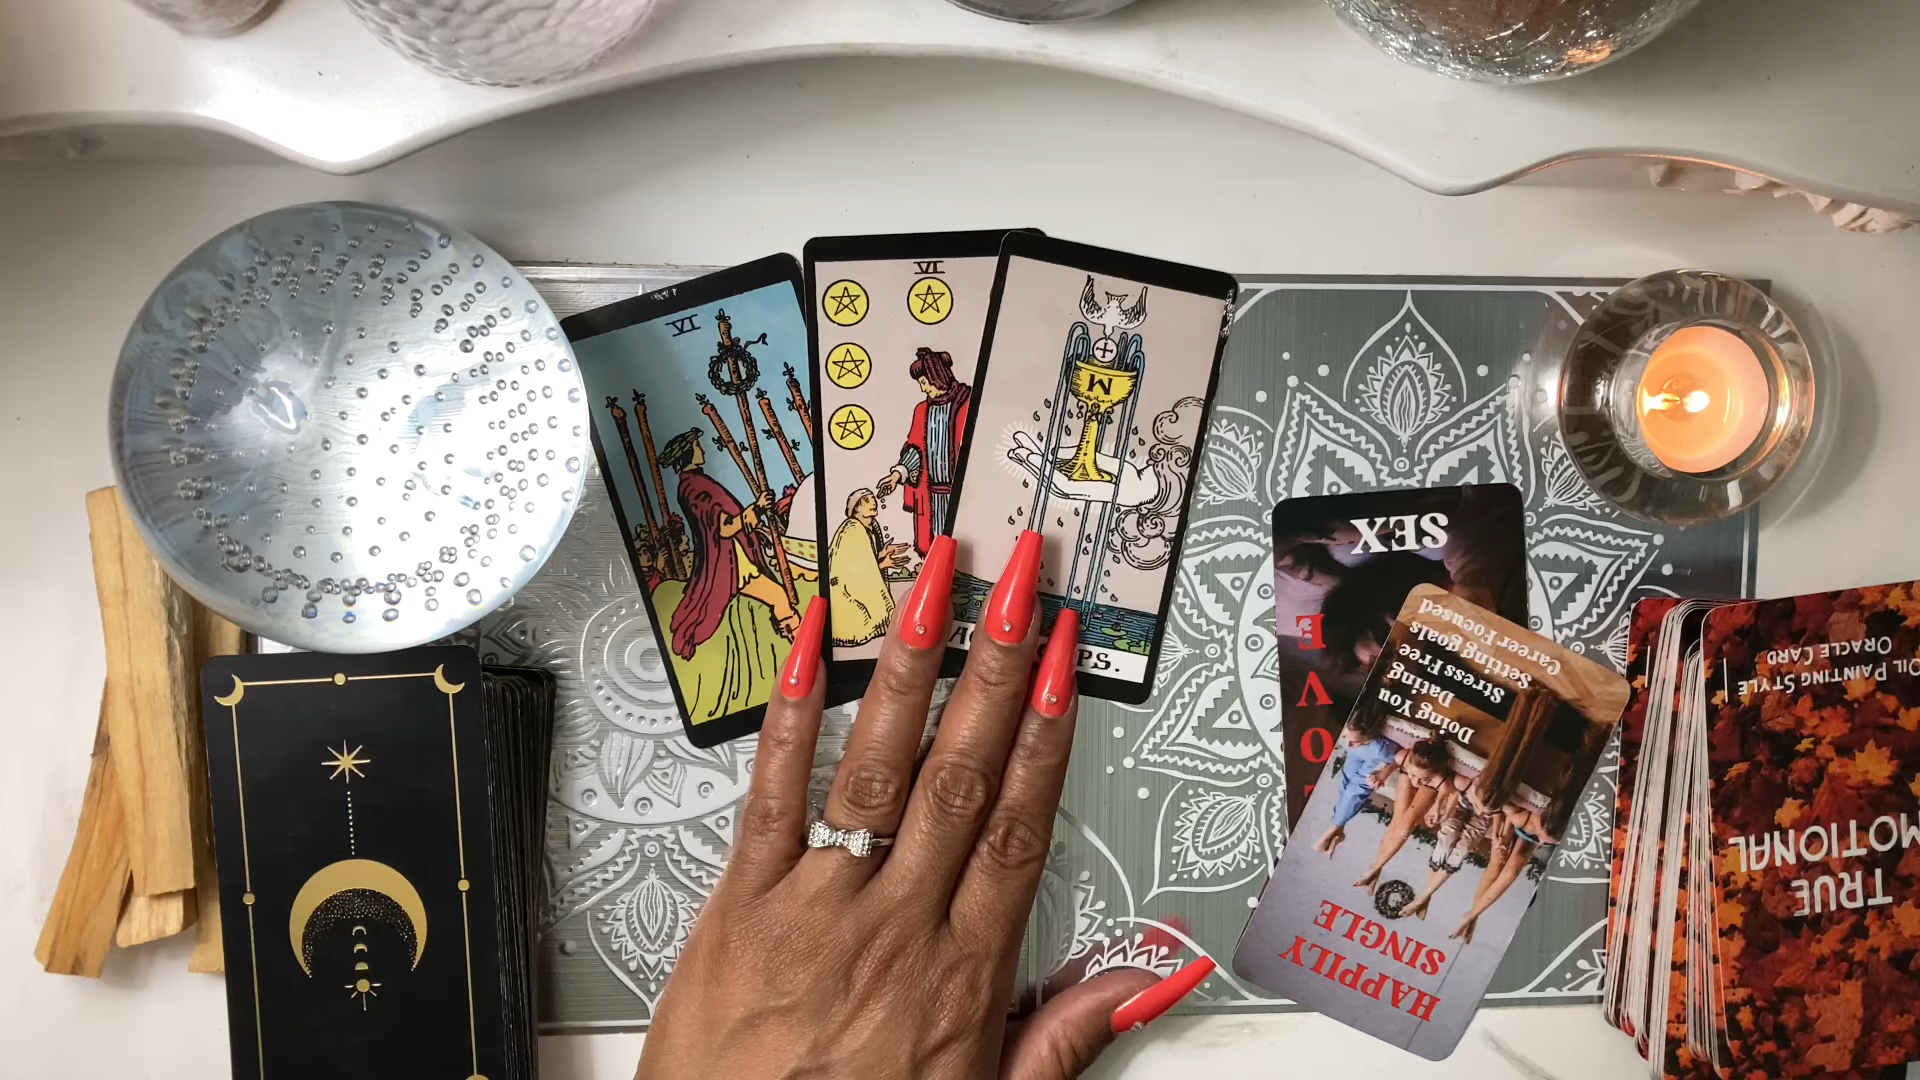 VI
VI
M
PS.
LOVE
SEX
HAPPILY
SINGLE
Doing You
Dating
Stress Free
Setting goals
Career Focused
TRUE
MOTIONAL
OIL PAINTING STYLE
ORACLE CARD